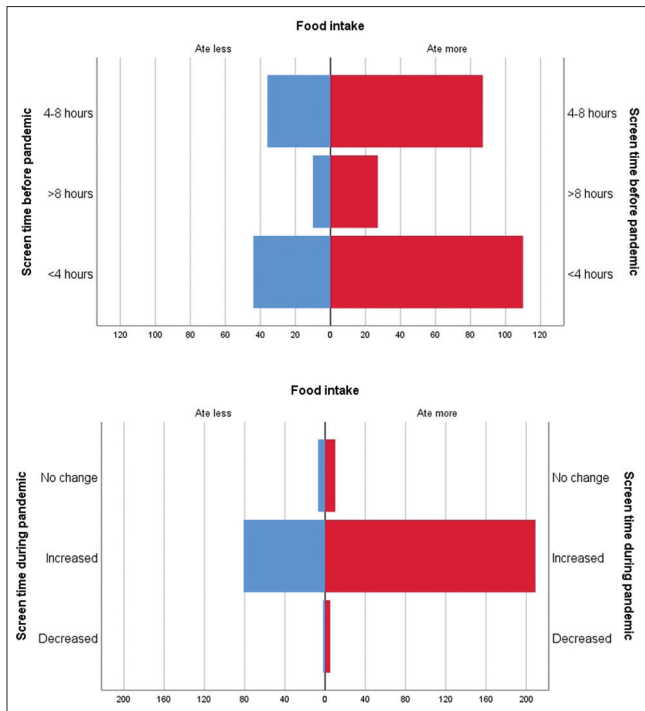 Food intake
Ate less Ate more
Screen time before pandemic
4-8 hours 4-8 hours
>8 hours >8 hours
<4 hours <4 hours
Screen time before pandemic
120 100 80 60 40 20 0 20 40 60 80 100 120
Food intake
Ate less Ate more
Screen time during pandemic
No change No change
Increased Increased
Decreased Decreased
Screen time during pandemic
200 160 120 80 40 0 40 80 120 160 200